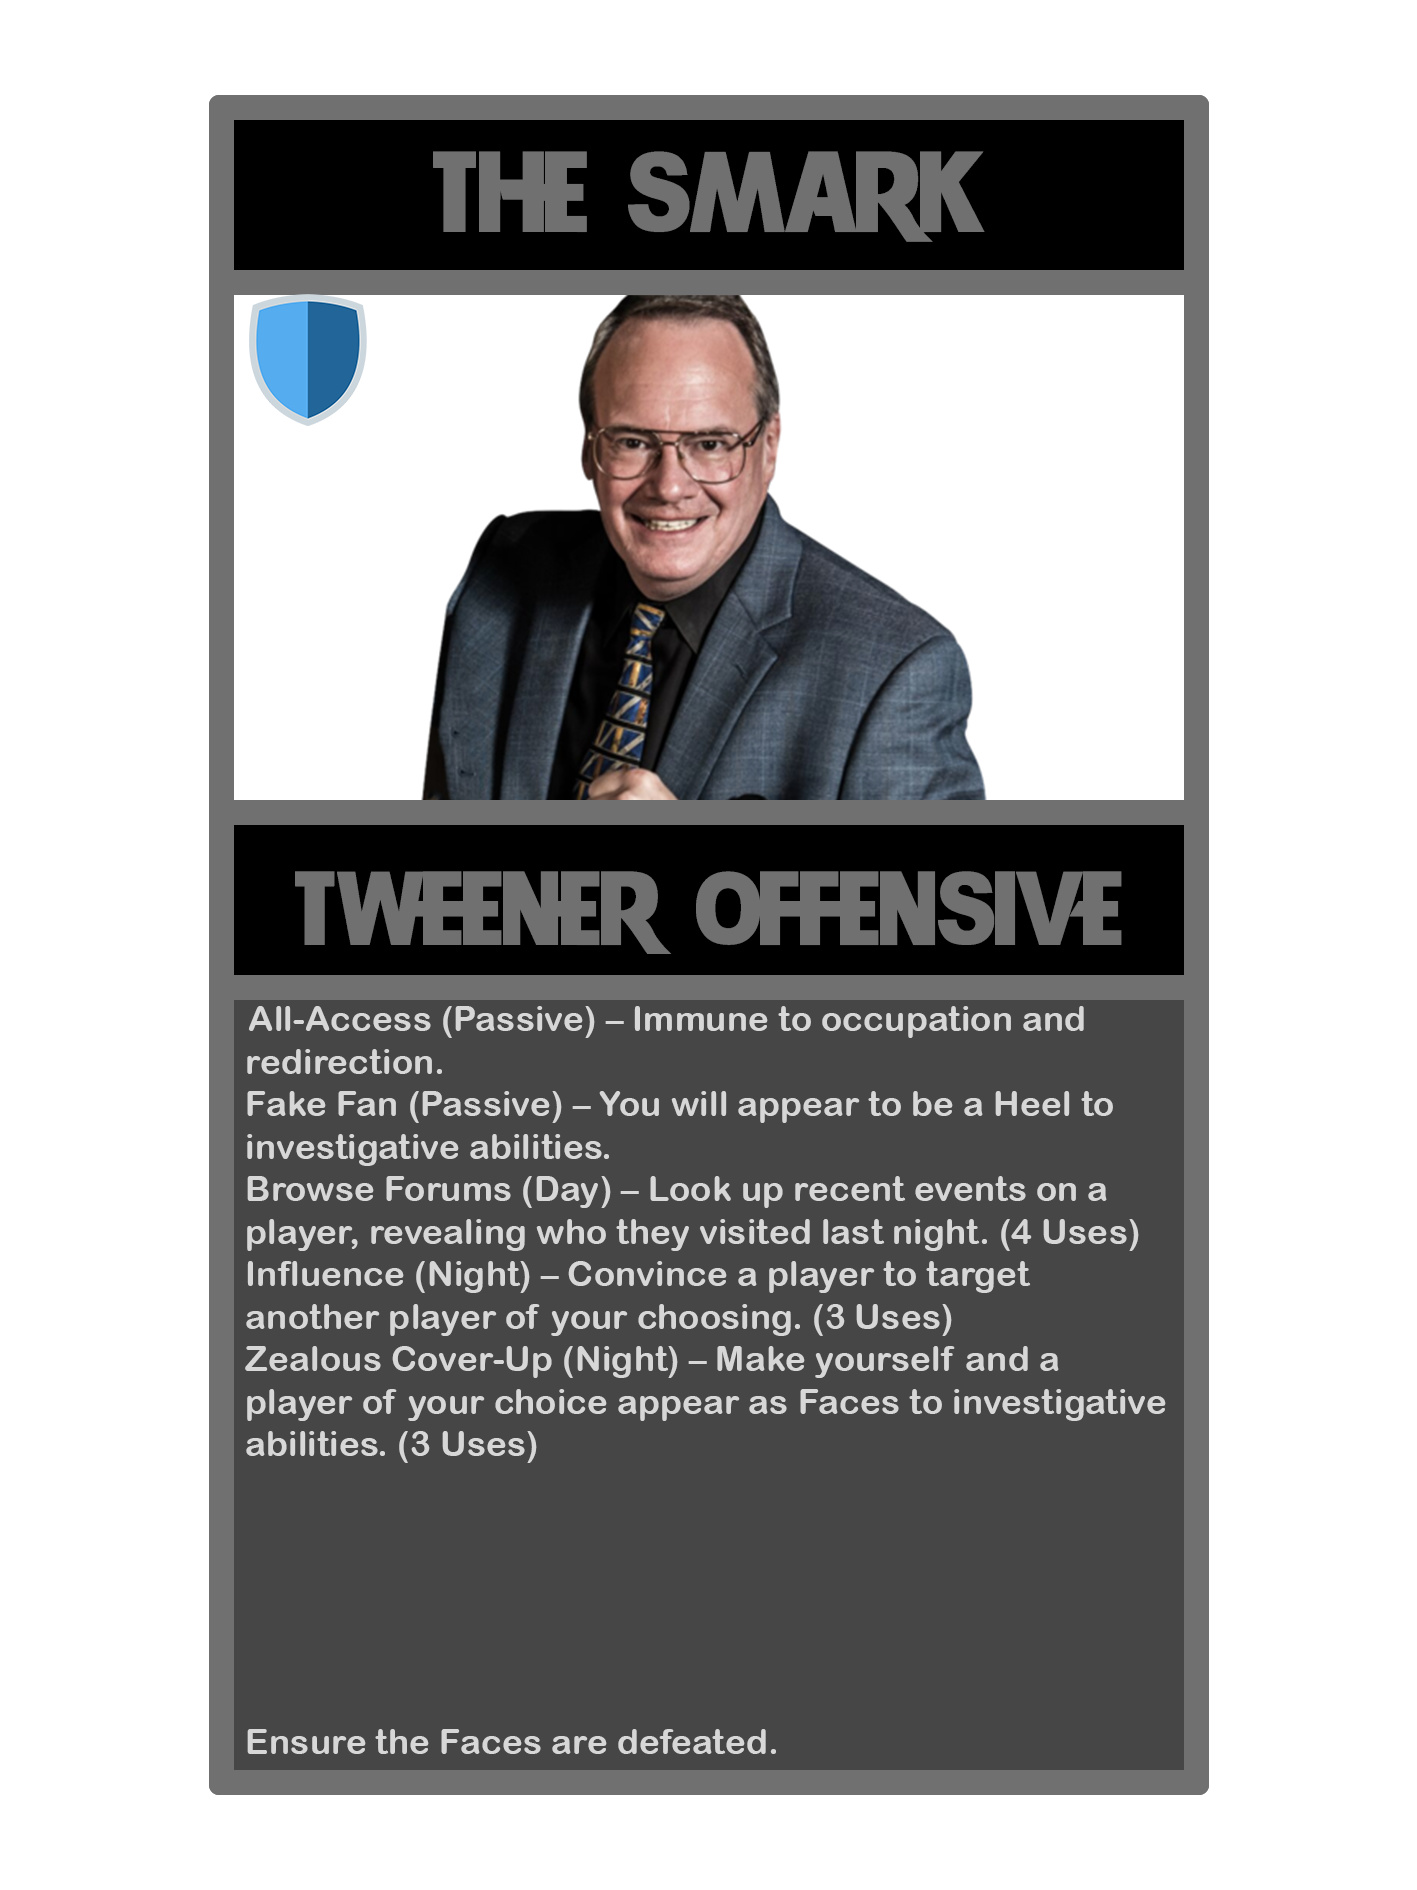 THE SMARK
TWEENER OFFENSIVE
All-Access (Passive) – Immune to occupation and
redirection.
Fake Fan (Passive) – You will appear to be a Heel to
investigative abilities.
Browse Forums (Day) – Look up recent events on a
player, revealing who they visited last night. (4 Uses)
Influence (Night) – Convince a player to target
another player of your choosing. (3 Uses)
Zealous Cover-Up (Night) – Make yourself and a
player of your choice appear as Faces to investigative
abilities. (3 Uses)
Ensure the Faces are defeated.